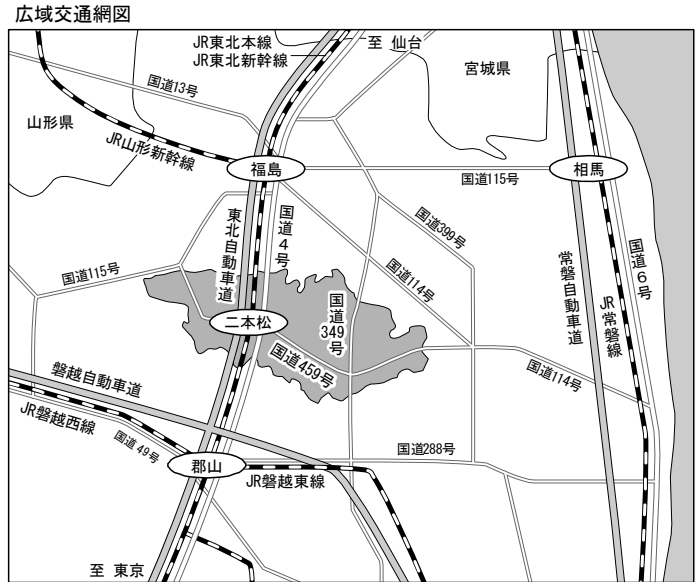 広域交通網図
JR東北本線
JR東北新幹線
至 仙台
宮城県
国道13号
山形県
JR山形新幹線
福島
相馬
国道115号
東北自動車道
国道4号
国道399号
国道115号
国道114号
国道349号
常磐自動車道
国道6号
JR常磐線
二本松
国道459号
国道114号
磐越自動車道
JR磐越西線
国道49号
郡山
国道288号
JR磐越東線
至 東京